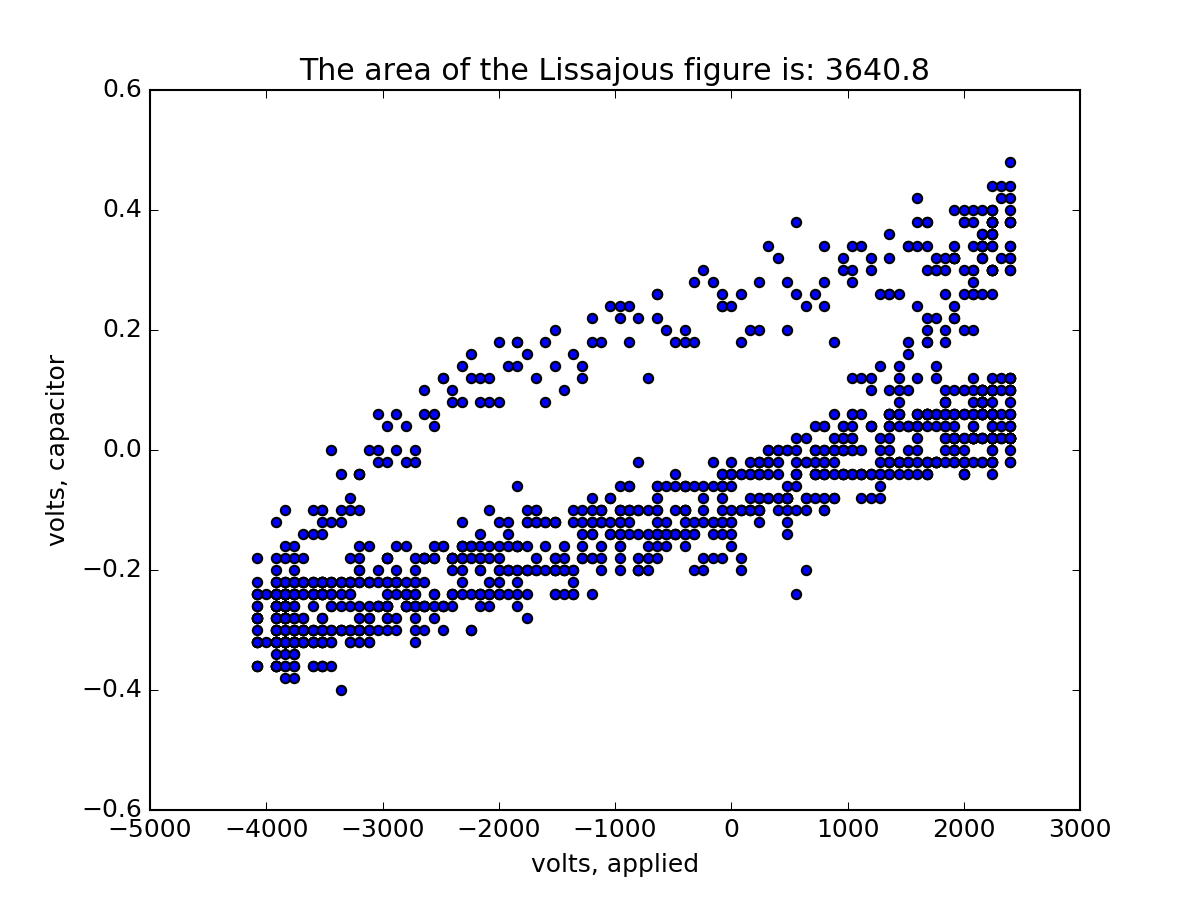 The area of the Lissajous figure is: 3640.8
0.6
0.4
0.2
0.0
−0.2
−0.4
−0.6
volts, capacitor
−5000 −4000 −3000 −2000 −1000 0 1000 2000 3000
volts, applied